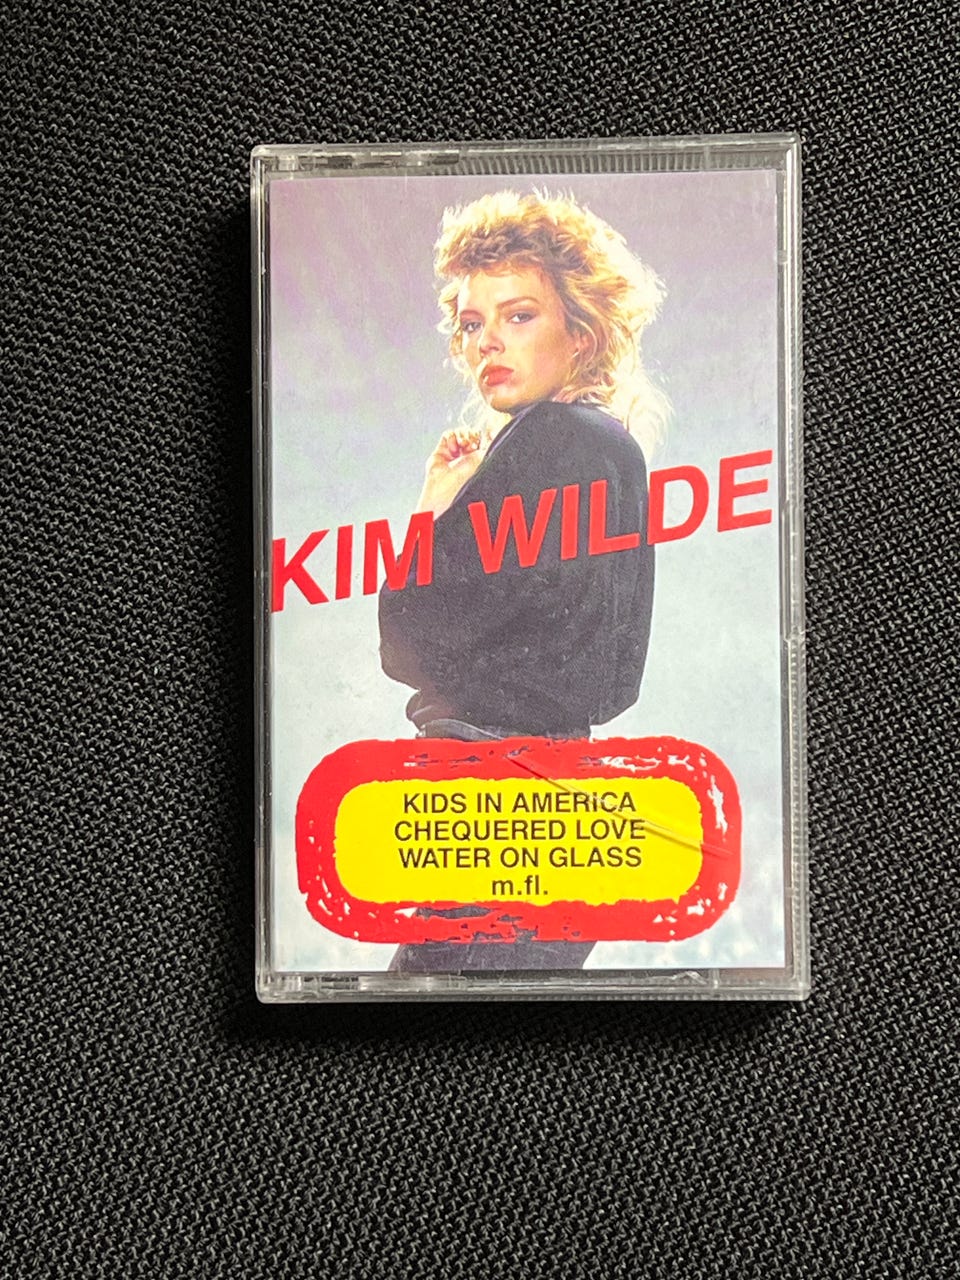 KIM WILDE
KIDS IN AMERICA
CHEQUERED LOVE
WATER ON GLASS
m.fl.